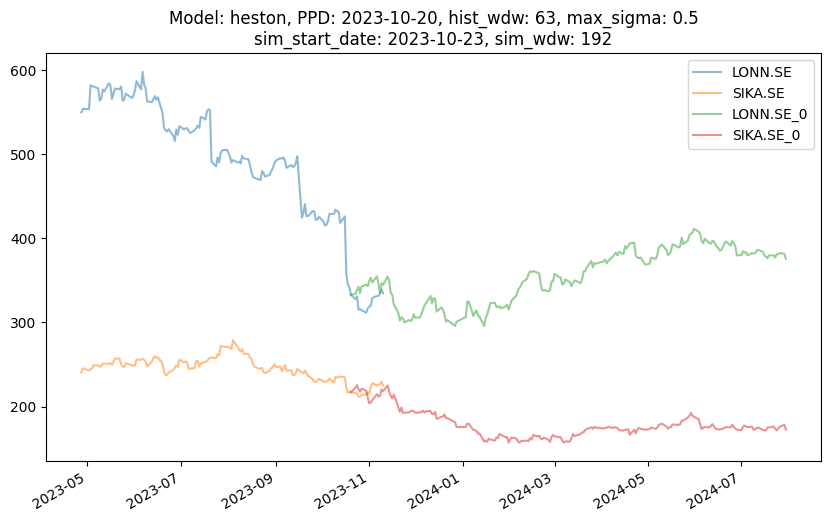 Model: heston, PPD: 2023-10-20, hist_wdw: 63, max_sigma: 0.5
sim_start_date: 2023-10-23, sim_wdw: 192
LONN.SE
SIKA.SE
LONN.SE_0
SIKA.SE_0
600
500
400
300
200
2023-05
2023-07
2023-09
2023-11
2024-01
2024-03
2024-05
2024-07